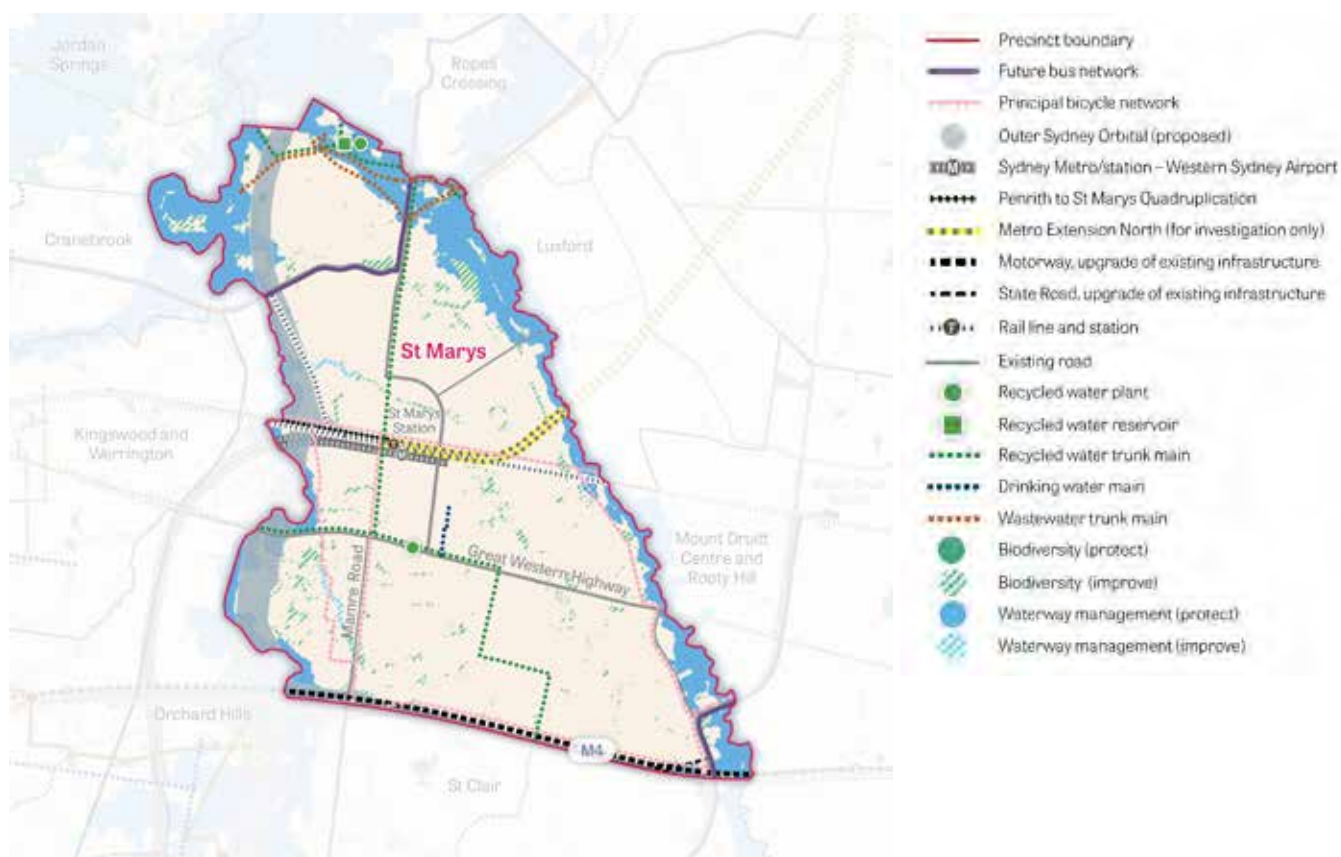 Jordan
Springs
Ropes
Crossing
Cranebrook
Luxford
St Marys
St Marys
Station
Kingswood and
Werrington
Mount Druitt
Centre and
Rooty Hill
Great Western Highway
Mamre Road
Orchard Hills
M4
St Clair
Precinct boundary
Future bus network
Principal bicycle network
Outer Sydney Orbital (proposed)
M
Sydney Metro/station – Western Sydney Airport
Penrith to St Marys Quadruplication
Metro Extension North (for investigation only)
Motorway, upgrade of existing infrastructure
State Road, upgrade of existing infrastructure
T
Rail line and station
Existing road
Recycled water plant
Recycled water reservoir
Recycled water trunk main
Drinking water main
Wastewater trunk main
Biodiversity (protect)
Biodiversity (improve)
Waterway management (protect)
Waterway management (improve)